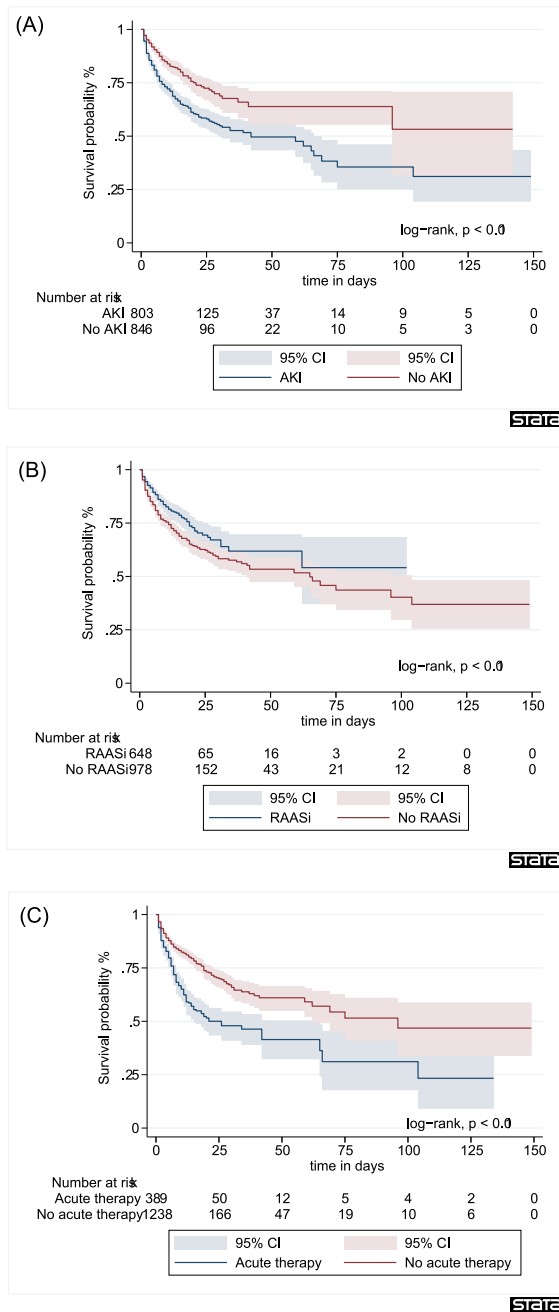 (A)
1
.75
.5
.25
0
Survival probability %
log-rank, p < 0.01
0 25 50 75 100 125 150
time in days
Number at risk
AKI 803 125 37 14 9 5 0
No AKI 846 96 22 10 5 3 0
95% CI 95% CI
AKI No AKI
STATA
(B)
1
.75
.5
.25
0
Survival probability %
log-rank, p < 0.01
0 25 50 75 100 125 150
time in days
Number at risk
RAASi 648 65 16 3 2 0 0
No RAASi 978 152 43 21 12 8 0
95% CI 95% CI
RAASi No RAASi
STATA
(C)
1
.75
.5
.25
0
Survival probability %
log-rank, p < 0.01
0 25 50 75 100 125 150
time in days
Number at risk
Acute therapy 389 50 12 5 4 2 0
No acute therapy 1238 166 47 19 10 6 0
95% CI 95% CI
Acute therapy No acute therapy
STATA